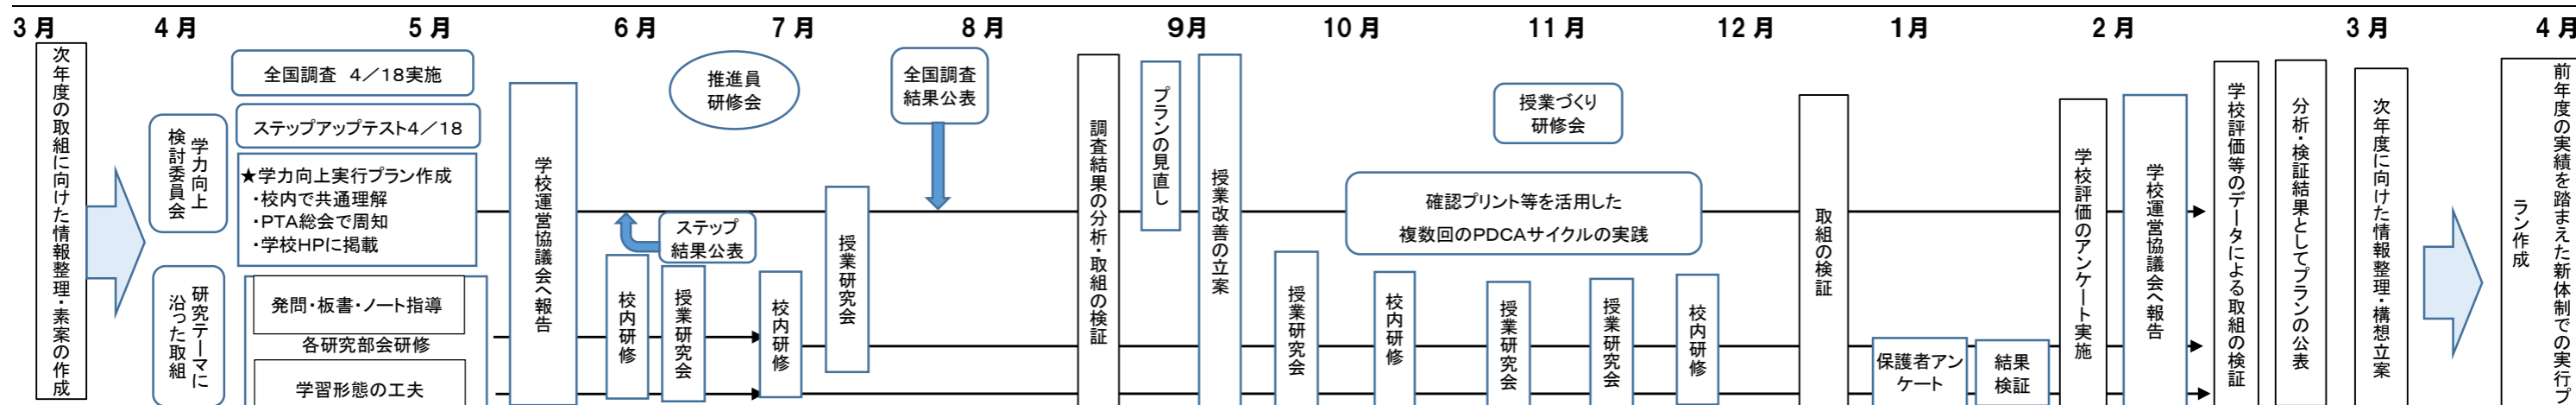 3月
4月
5月
6月
7月
8月
9月
10月
11月
12月
1月
2月
3月
4月
次年度の取組に向けた情報整理・素案の作成
学力向上
検討委員会
研究テーマに
沿った取組
全国調査 4／18実施
ステップアップテスト4／18
★学力向上実行プラン作成
・校内で共通理解
・PTA総会で周知
・学校HPに掲載
発問・板書・ノート指導
各研究部会研修
学習形態の工夫
学校運営協議会へ報告
校内研修
ステップ
結果公表
授業研究会
推進員
研修会
校内研修
授業研究会
全国調査
結果公表
調査結果の分析・取組の検証
プランの見直し
授業改善の立案
授業研究会
確認プリント等を活用した
複数回のPDCAサイクルの実践
校内研修
授業づくり
研修会
授業研究会
授業研究会
校内研修
取組の検証
保護者アン
ケート
結果
検証
学校評価のアンケート実施
学校運営協議会へ報告
学校評価等のデータによる取組の検証
分析・検証結果としてプランの公表
次年度に向けた情報整理・構想立案
前年度の実績を踏まえた新体制での実行プ
ラン作成